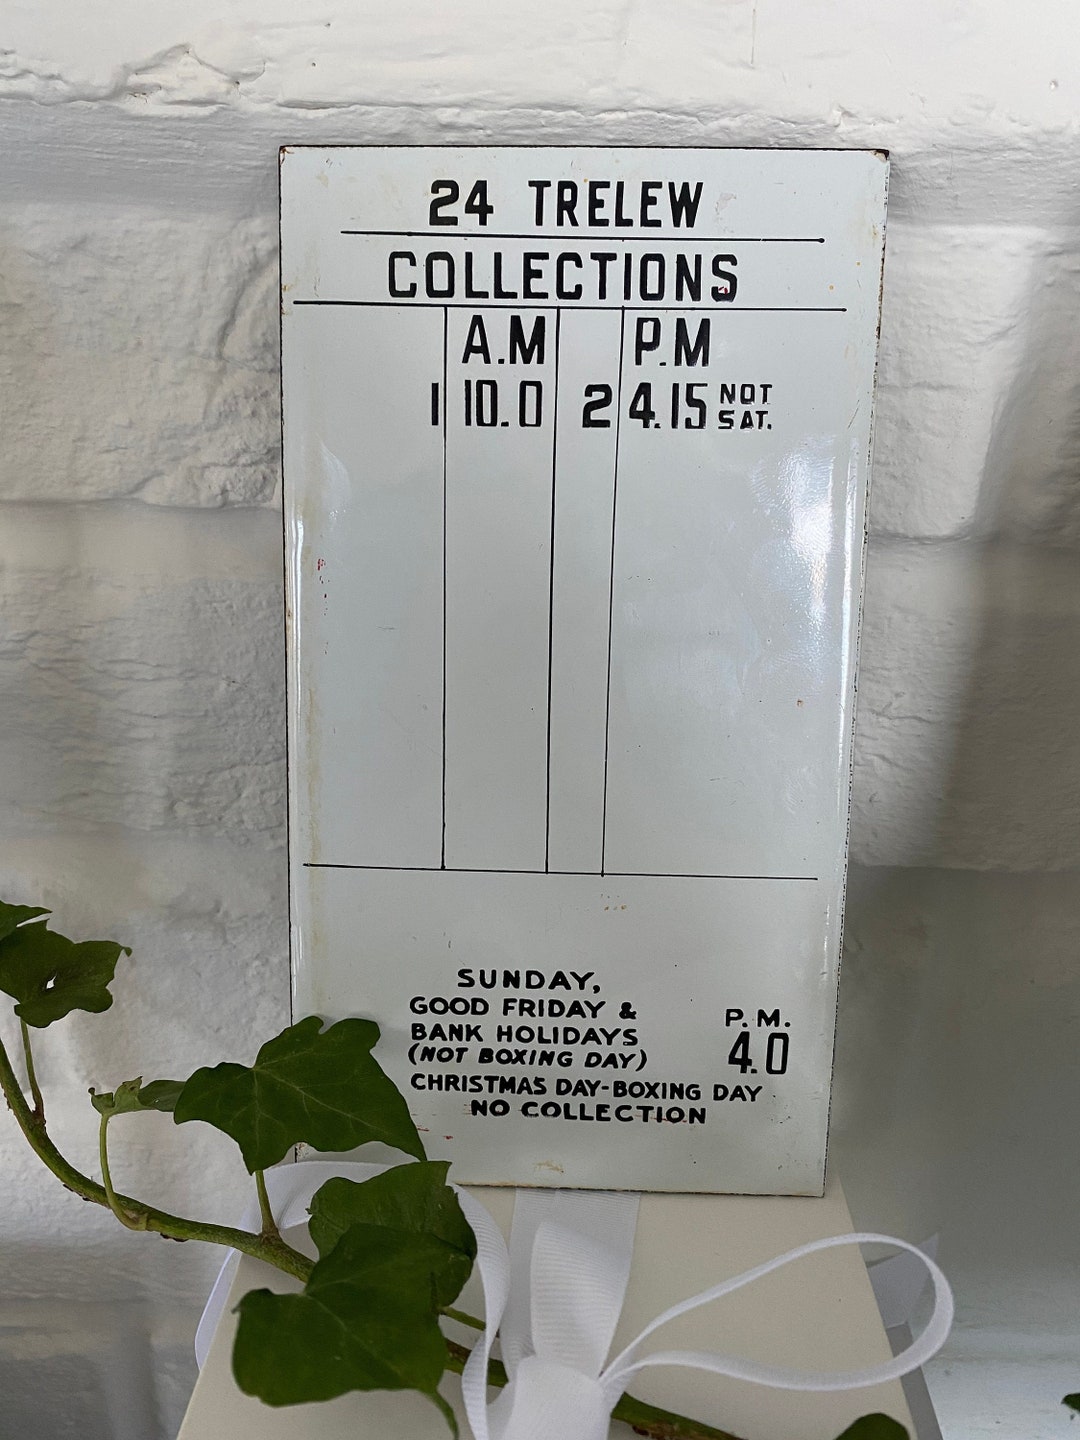 24 TRELEW
COLLECTIONS
A.M P.M
1 10.0 2 4.15 NOT SAT.
SUNDAY,
GOOD FRIDAY &
BANK HOLIDAYS
(NOT BOXING DAY)
P.M.
4.0
CHRISTMAS DAY-BOXING DAY
NO COLLECTION